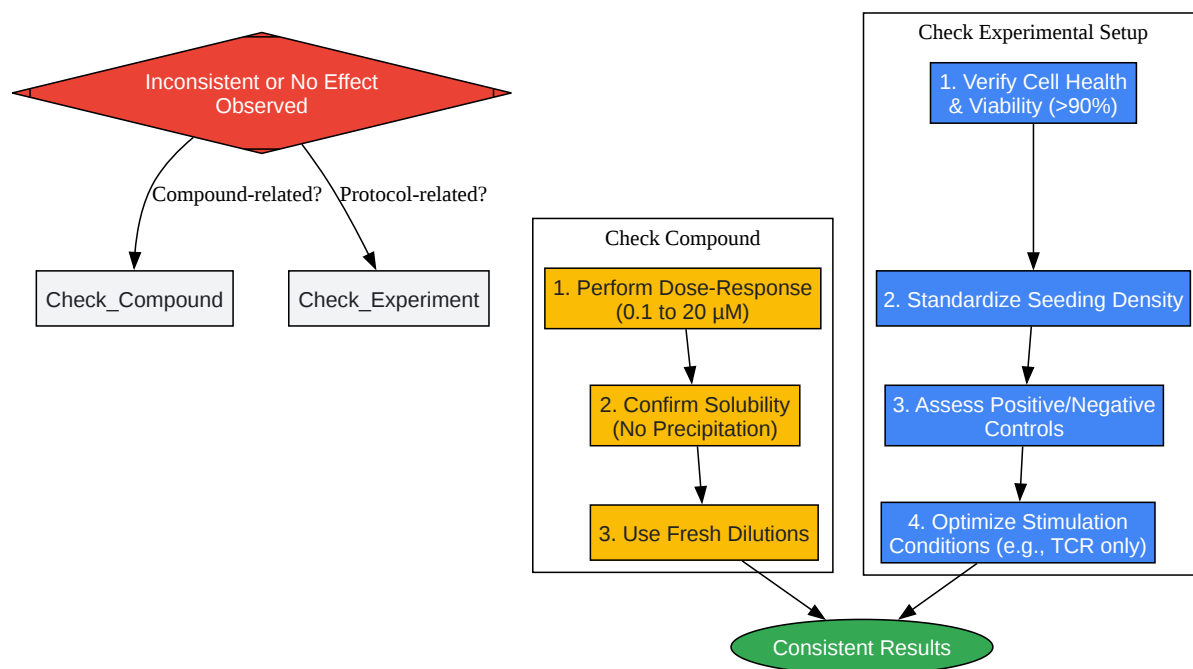 Inconsistent or No Effect
Observed
Compound-related?
Protocol-related?
Check_Compound
Check_Experiment
Check Compound
1. Perform Dose-Response
(0.1 to 20 µM)
2. Confirm Solubility
(No Precipitation)
3. Use Fresh Dilutions
Check Experimental Setup
1. Verify Cell Health
& Viability (>90%)
2. Standardize Seeding Density
3. Assess Positive/Negative
Controls
4. Optimize Stimulation
Conditions (e.g., TCR only)
Consistent Results